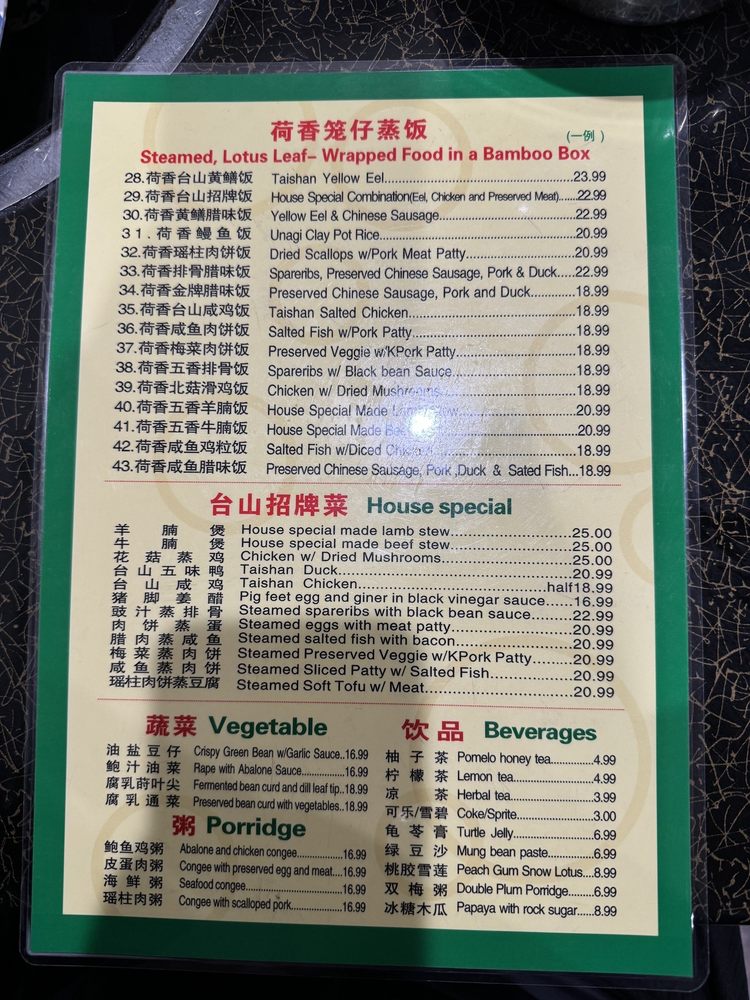 荷香笼仔蒸饭 (一例)
Steamed, Lotus Leaf– Wrapped Food in a Bamboo Box
28.荷香台山黄鳝饭 Taishan Yellow Eel...23.99
29.荷香台山招牌饭 House Special Combination(Eel, Chicken and Preserved Meat)...22.99
30.荷香黄鳝腊味饭 Yellow Eel & Chinese Sausage...22.99
31.荷香鳗鱼饭 Unagi Clay Pot Rice...20.99
32.荷香瑶柱肉饼饭 Dried Scallops w/Pork Meat Patty...20.99
33.荷香排骨腊味饭 Spareribs, Preserved Chinese Sausage, Pork & Duck...22.99
34.荷香金牌腊味饭 Preserved Chinese Sausage, Pork and Duck...18.99
35.荷香台山咸鸡饭 Taishan Salted Chicken...18.99
36.荷香咸鱼肉饼饭 Salted Fish w/Pork Patty...18.99
37.荷香梅菜肉饼饭 Preserved Veggie w/KPork Patty...18.99
38.荷香五香排骨饭 Spareribs w/ Black bean Sauce...18.99
39.荷香北菇滑鸡饭 Chicken w/ Dried Mushrooms...18.99
40.荷香五香羊腩饭 House Special Made Lamb Stew...20.99
41.荷香五香牛腩饭 House Special Made ...20.99
42.荷香咸鱼鸡粒饭 Salted Fish w/Diced ...18.99
43.荷香咸鱼腊味饭 Preserved Chinese Sausage, Pork ,Duck & Sated Fish...18.99
台山招牌菜 House special
羊腩煲 House special made lamb stew...25.00
牛腩煲 House special made beef stew...25.00
花菇蒸鸡 Chicken w/ Dried Mushrooms...25.00
台山五味鸭 Taishan Duck...20.99
台山咸鸡 Taishan Chicken...half18.99
猪脚姜醋 Pig feet egg and giner in black vinegar sauce...16.99
豉汁蒸排骨 Steamed spareribs with black bean sauce...22.99
肉饼蒸蛋 Steamed eggs with meat patty...20.99
腊肉蒸咸鱼 Steamed salted fish with bacon...20.99
梅菜蒸肉饼 Steamed Preserved Veggie w/KPork Patty...20.99
咸鱼蒸肉饼 Steamed Sliced Patty w/ Salted Fish...20.99
瑶柱肉饼蒸豆腐 Steamed Soft Tofu w/ Meat...20.99
蔬菜 Vegetable
油盐豆仔 Crispy Green Bean w/Garlic Sauce..16.99
鲍汁油菜 Rape with Abalone Sauce...16.99
腐乳莳叶尖 Fermented bean curd and dill leaf tip..18.99
腐乳通菜 Preserved bean curd with vegetables..18.99
粥 Porridge
鲍鱼鸡粥 Abalone and chicken congee...16.99
皮蛋肉粥 Congee with preserved egg and meat....16.99
海鲜粥 Seafood congee...16.99
瑶柱肉粥 Congee with scalloped pork...16.99
饮品 Beverages
柚子茶 Pomelo honey tea...4.99
柠檬茶 Lemon tea...4.99
凉茶 Herbal tea...3.99
可乐/雪碧 Coke/Sprite...3.00
龟苓膏 Turtle Jelly...6.99
绿豆沙 Mung bean paste...6.99
桃胶雪莲 Peach Gum Snow Lotus...8.99
双梅粥 Double Plum Porridge...6.99
冰糖木瓜 Papaya with rock sugar...8.99